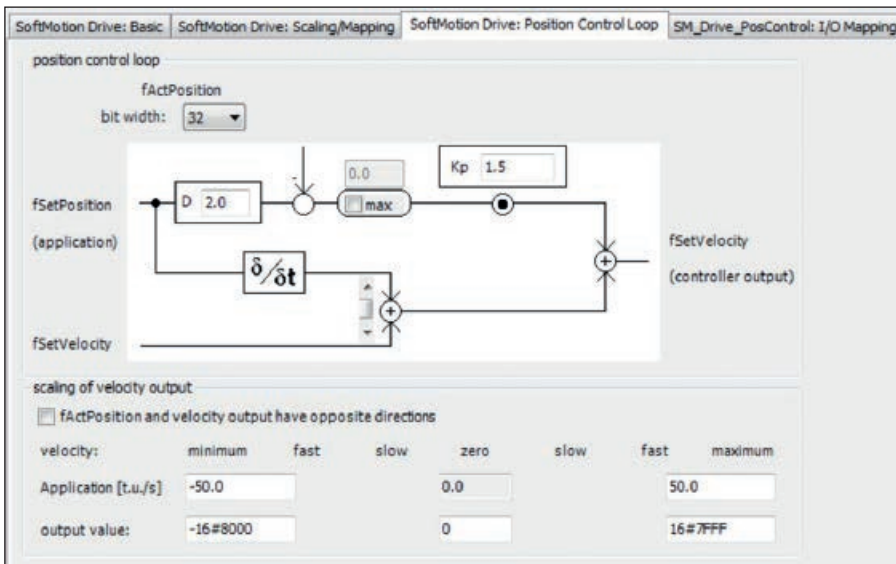 SoftMotion Drive: Basic
SoftMotion Drive: Scaling/Mapping
SoftMotion Drive: Position Control Loop
SM_Drive_PosControl: I/O Mapping
position control loop
fActPosition
bit width: 32
-
0.0
Kp 1.5
fSetPosition
D 2.0
max
(application)
fSetVelocity
δ/δt
+
(controller output)
+
fSetVelocity
scaling of velocity output
fActPosition and velocity output have opposite directions
velocity: minimum fast slow zero slow fast maximum
Application [t.u./s] -50.0 0.0 50.0
output value: -16#8000 0 16#7FFF